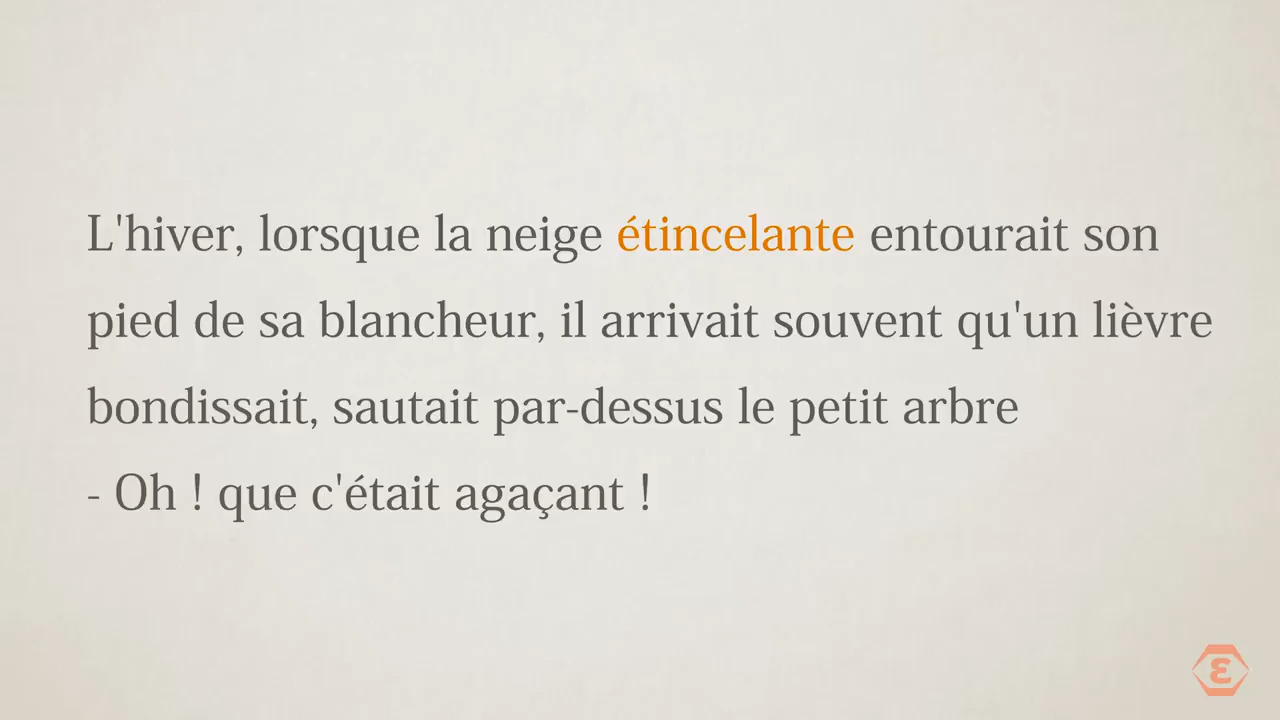 L'hiver, lorsque la neige étincelante entourait son
pied de sa blancheur, il arrivait souvent qu'un lièvre
bondissait, sautait par-dessus le petit arbre
- Oh ! que c'était agaçant !
ε